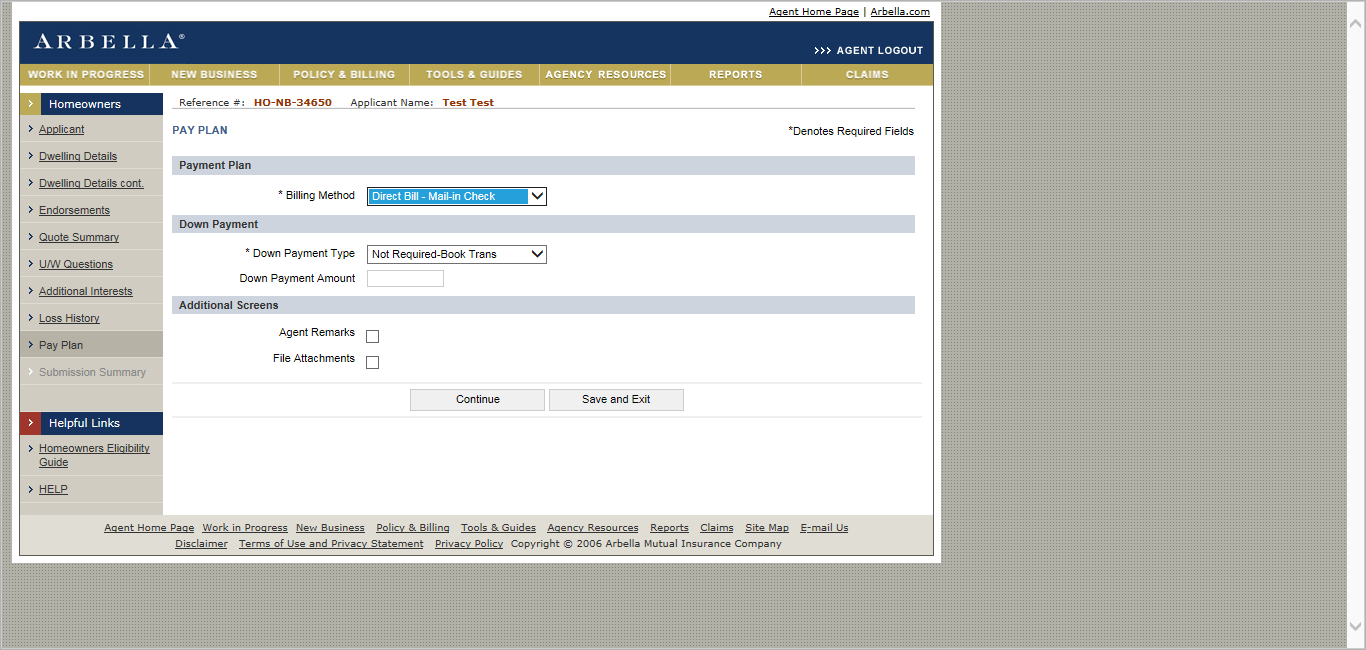 Agent Home Page | Arbella.com
ARBELLA®
>>> AGENT LOGOUT
WORK IN PROGRESS NEW BUSINESS POLICY & BILLING TOOLS & GUIDES AGENCY RESOURCES REPORTS CLAIMS
Homeowners
Applicant
Dwelling Details
Dwelling Details cont.
Endorsements
Quote Summary
U/W Questions
Additional Interests
Loss History
Pay Plan
Submission Summary
Helpful Links
Homeowners Eligibility
Guide
HELP
Reference #: HO-NB-34650 Applicant Name: Test Test
PAY PLAN
*Denotes Required Fields
Payment Plan
* Billing Method Direct Bill - Mail-in Check
Down Payment
* Down Payment Type Not Required-Book Trans
Down Payment Amount
Additional Screens
Agent Remarks
File Attachments
Continue Save and Exit
Agent Home Page Work in Progress New Business Policy & Billing Tools & Guides Agency Resources Reports Claims Site Map E-mail Us
Disclaimer Terms of Use and Privacy Statement Privacy Policy Copyright © 2006 Arbella Mutual Insurance Company